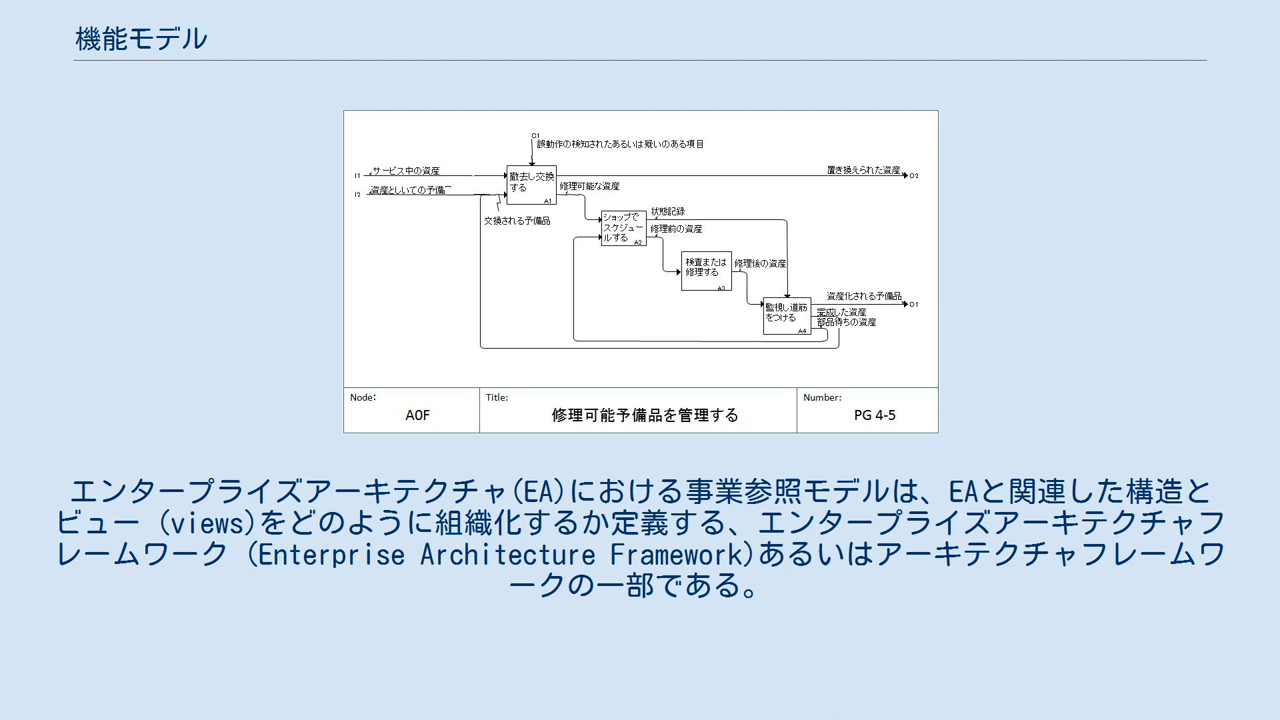 機能モデル
C1
誤動作の検知されたあるいは疑いのある項目
I1
サービス中の資産
置き換えられた資産
O2
撤去し交換
する
A1
I2
資産としいての予備
修理可能な資産
交換される予備品
ショップで
スケジュー
ルする
A2
状態記録
修理前の資産
検査または
修理する
A3
修理後の資産
監視し道筋
をつける
A4
資産化される予備品
O1
完成した資産
部品待ちの資産
Node:
A0F
Title:
修理可能予備品を管理する
Number:
PG 4-5
エンタープライズアーキテクチャ(EA)における事業参照モデルは、EAと関連した構造と
ビュー (views)をどのように組織化するか定義する、エンタープライズアーキテクチャフ
レームワーク (Enterprise Architecture Framework)あるいはアーキテクチャフレームワ
ークの一部である。